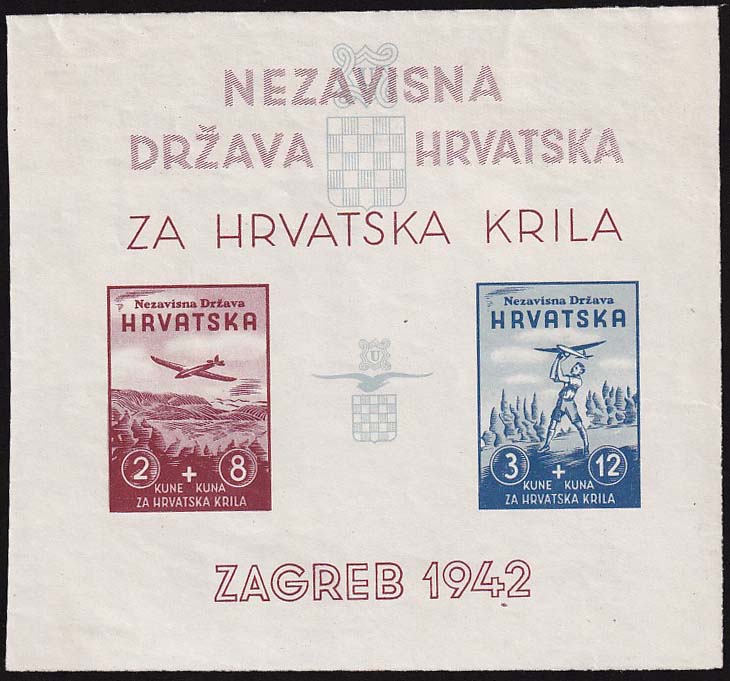 NEZAVISNA
DRŽAVA HRVATSKA
ZA HRVATSKA KRILA
Nezavisna Država
HRVATSKA
2 + 8
KUNE KUNA
ZA HRVATSKA KRILA
U
Nezavisna Država
HRVATSKA
3 + 12
KUNE KUNA
ZA HRVATSKA KRILA
ZAGREB 1942